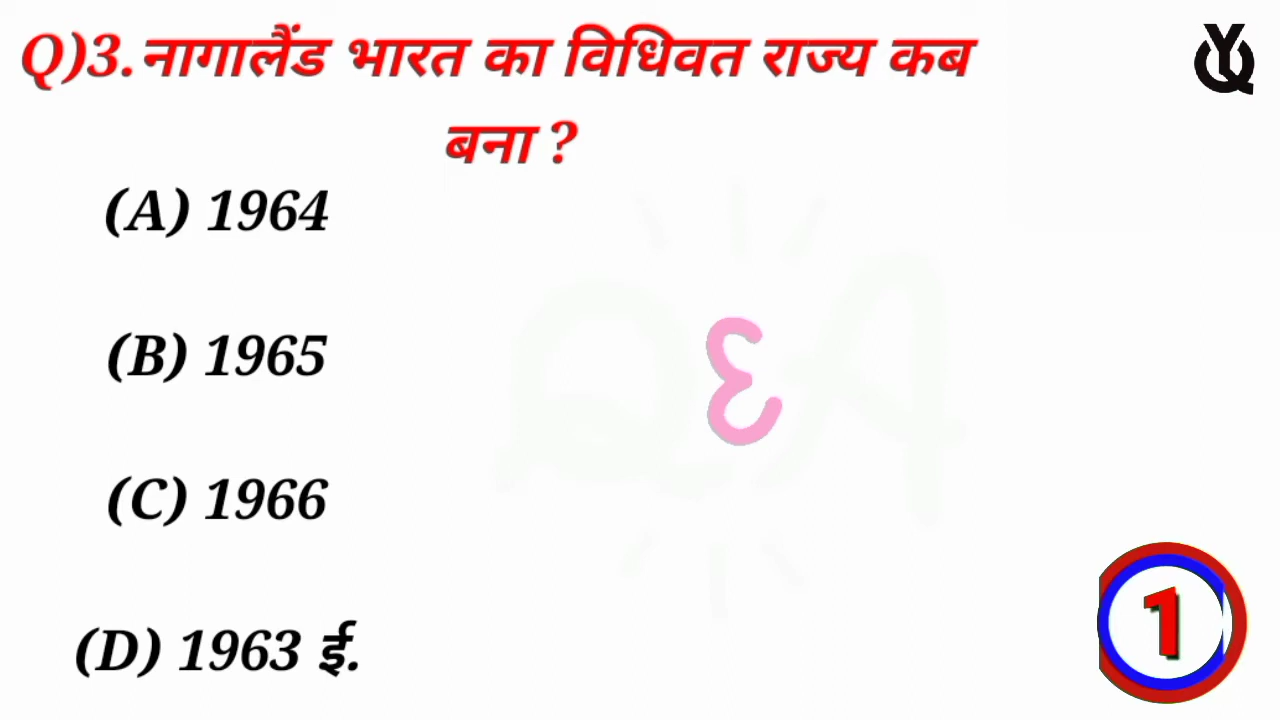 Q)3. नागालैंड भारत का विधिवत राज्य कब
बना ?
(A) 1964
(B) 1965
(C) 1966
(D) 1963 ई.
1